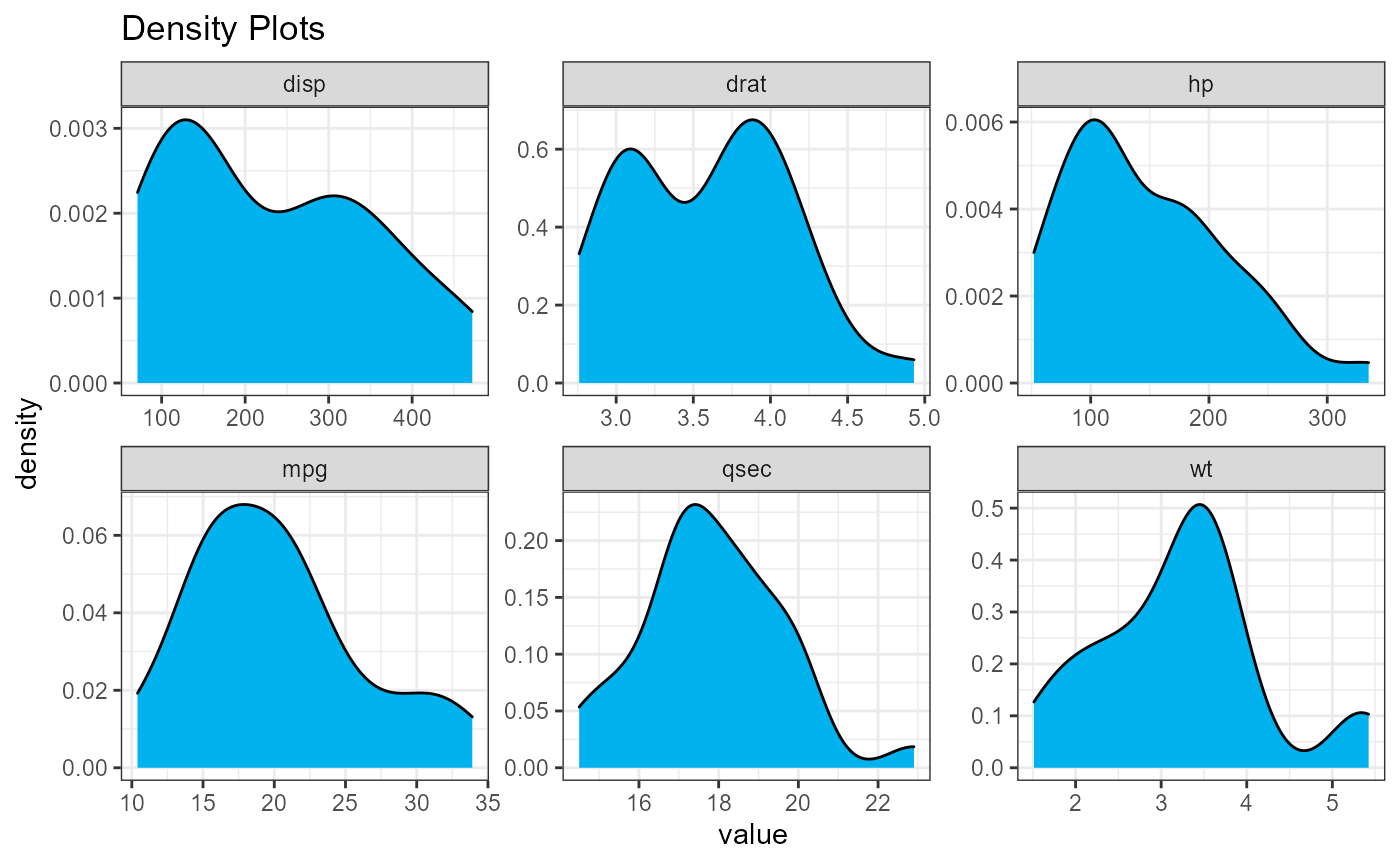 Density Plots
disp
drat
hp
0.003
0.002
0.001
0.000
0.6
0.4
0.2
0.0
0.006
0.004
0.002
0.000
100 200 300 400
3.0 3.5 4.0 4.5 5.0
100 200 300
density
mpg
qsec
wt
0.06
0.04
0.02
0.00
0.20
0.15
0.10
0.05
0.00
0.5
0.4
0.3
0.2
0.1
0.0
10 15 20 25 30 35
16 18 20 22
2 3 4 5
value